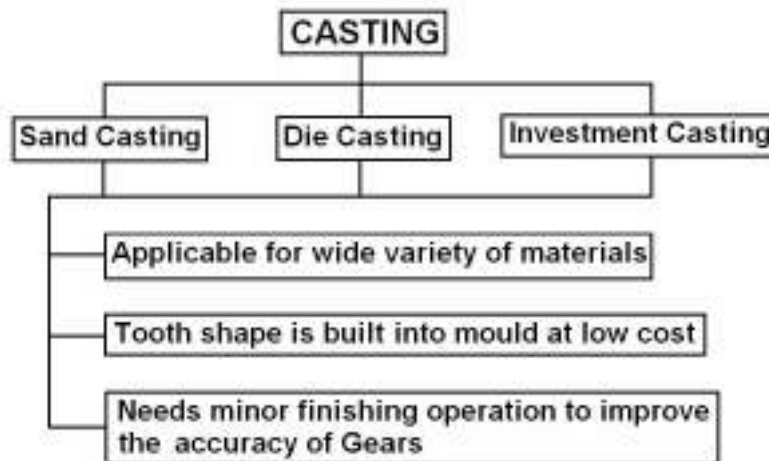 CASTING
Sand Casting
Die Casting
Investment Casting
Applicable for wide variety of materials
Tooth shape is built into mould at low cost
Needs minor finishing operation to improve
the accuracy of Gears